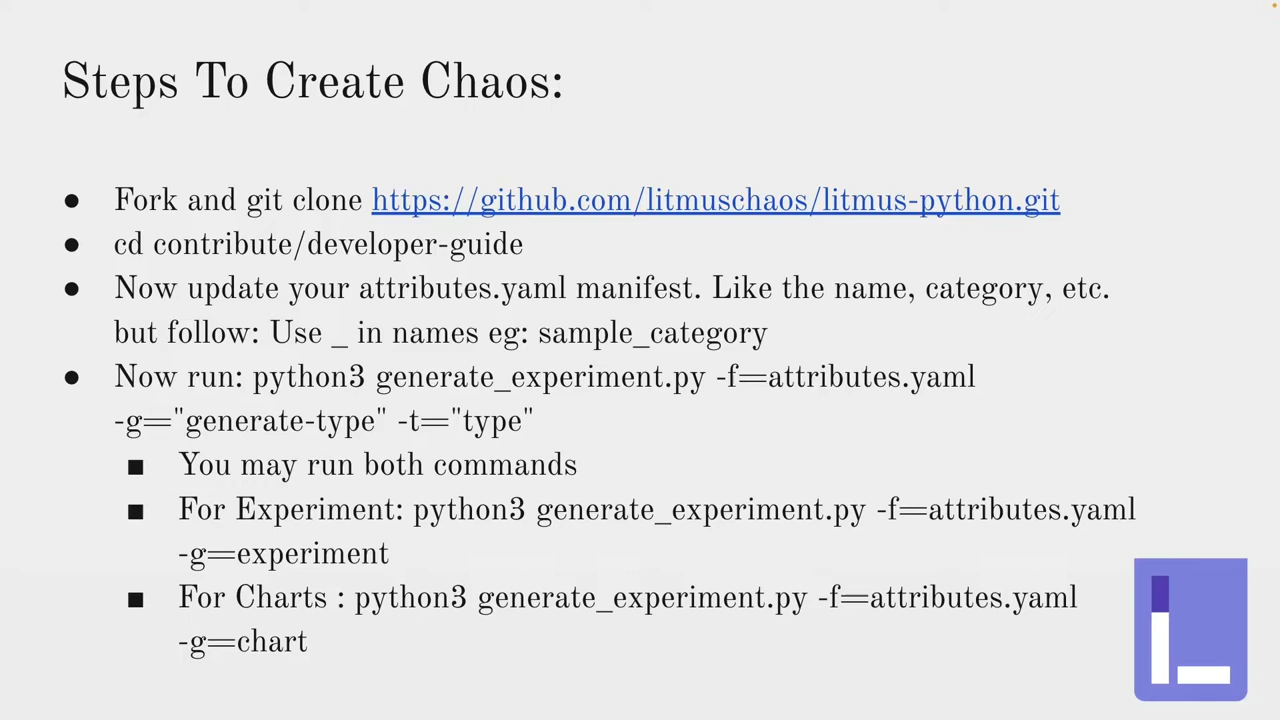 Steps To Create Chaos:
● Fork and git clone https://github.com/litmuschaos/litmus-python.git
● cd contribute/developer-guide
● Now update your attributes.yaml manifest. Like the name, category, etc.
but follow: Use _ in names eg: sample_category
● Now run: python3 generate_experiment.py -f=attributes.yaml
-g="generate-type" -t="type"
■ You may run both commands
■ For Experiment: python3 generate_experiment.py -f=attributes.yaml
-g=experiment
■ For Charts : python3 generate_experiment.py -f=attributes.yaml
-g=chart